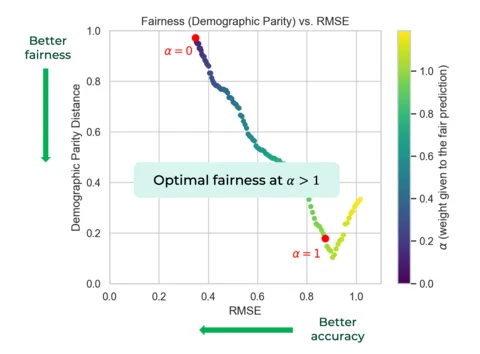 Fairness (Demographic Parity) vs. RMSE
Better
fairness
Demographic Parity Distance
1.0
0.8
0.6
0.4
0.2
0.0
α = 0
Optimal fairness at α > 1
α = 1
0.0 0.2 0.4 0.6 0.8 1.0
RMSE
Better
accuracy
1.0
0.8
0.6
0.4
0.2
0.0
α (weight given to the fair prediction)